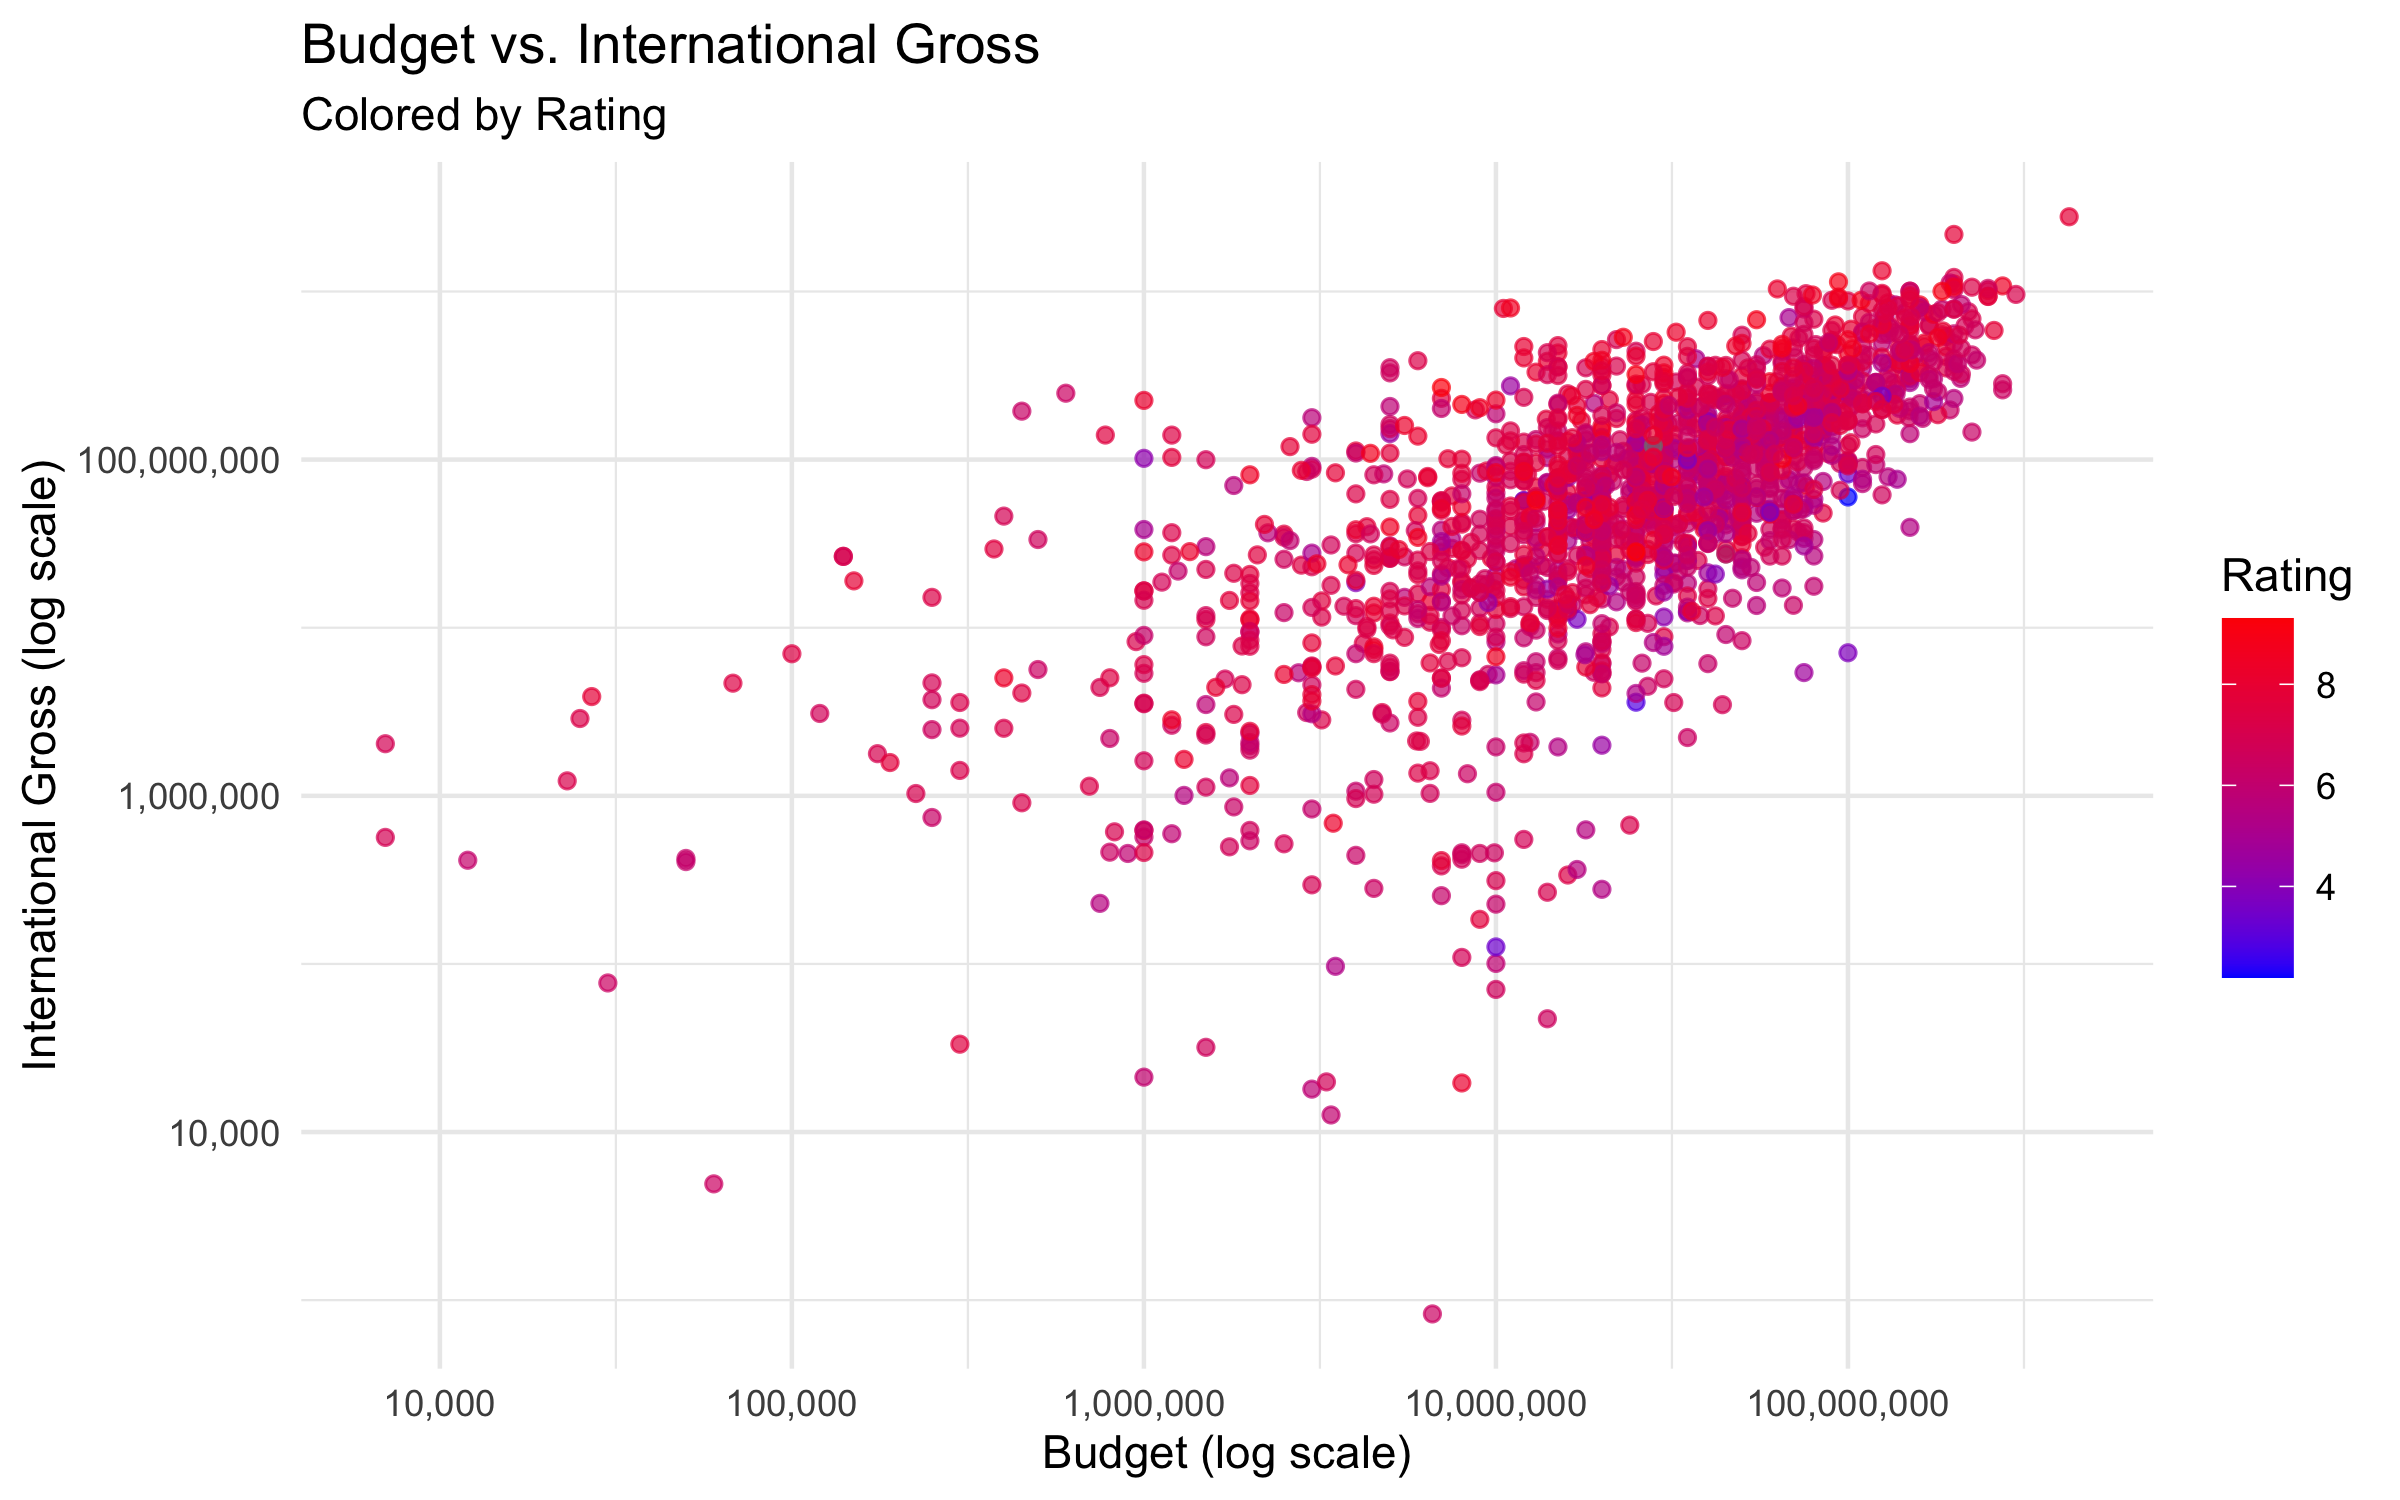 Budget vs. International Gross
Colored by Rating
International Gross (log scale)
100,000,000
1,000,000
10,000
10,000
100,000
1,000,000
10,000,000
100,000,000
Budget (log scale)
Rating
8
6
4